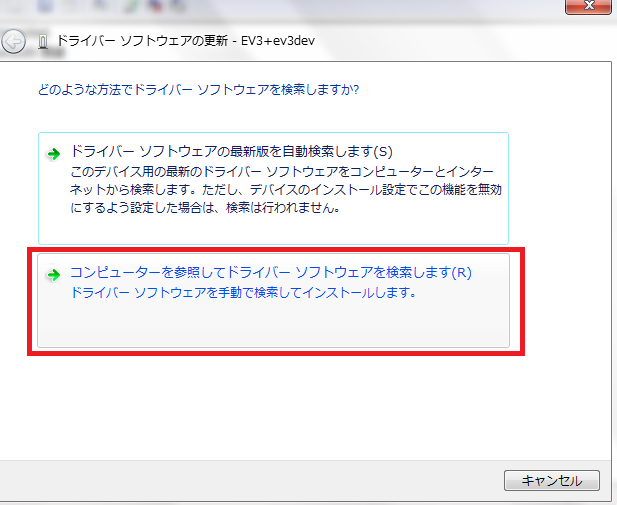 ドライバー ソフトウェアの更新 - EV3+ev3dev
どのような方法でドライバー ソフトウェアを検索しますか?
ドライバー ソフトウェアの最新版を自動検索します(S)
このデバイス用の最新のドライバー ソフトウェアをコンピューターとインター
ネットから検索します。ただし、デバイスのインストール設定でこの機能を無効
にするよう設定した場合は、検索は行われません。
コンピューターを参照してドライバー ソフトウェアを検索します(R)
ドライバー ソフトウェアを手動で検索してインストールします。
キャンセル